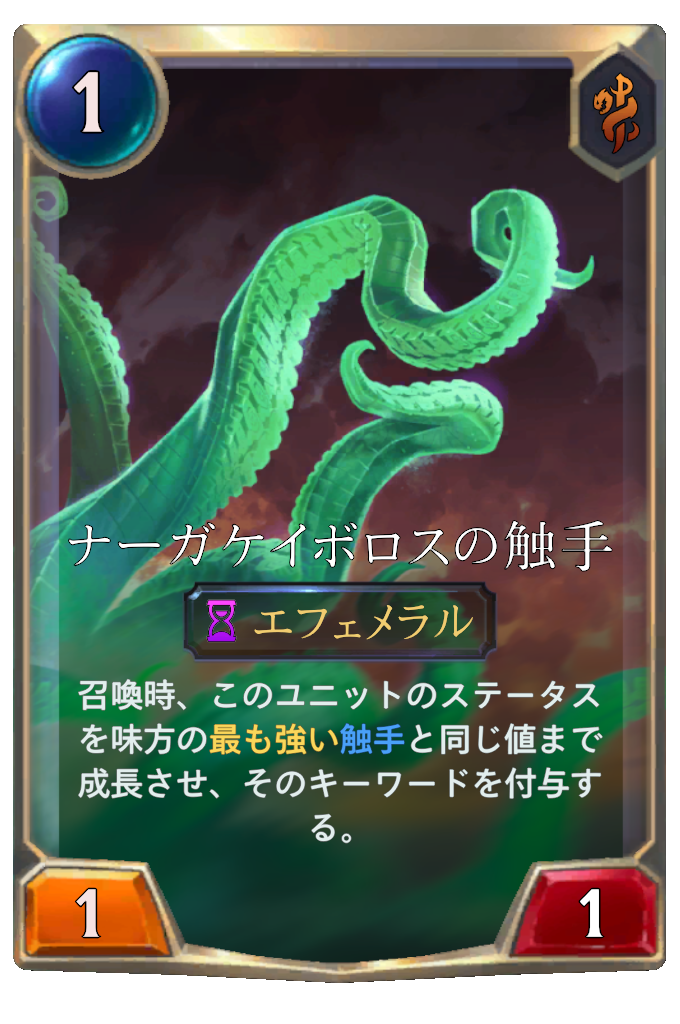 1
ナーガケイボロスの触手
エフェメラル
召喚時、このユニットのステータス
を味方の最も強い触手と同じ値まで
成長させ、そのキーワードを付与す
る。
1
1